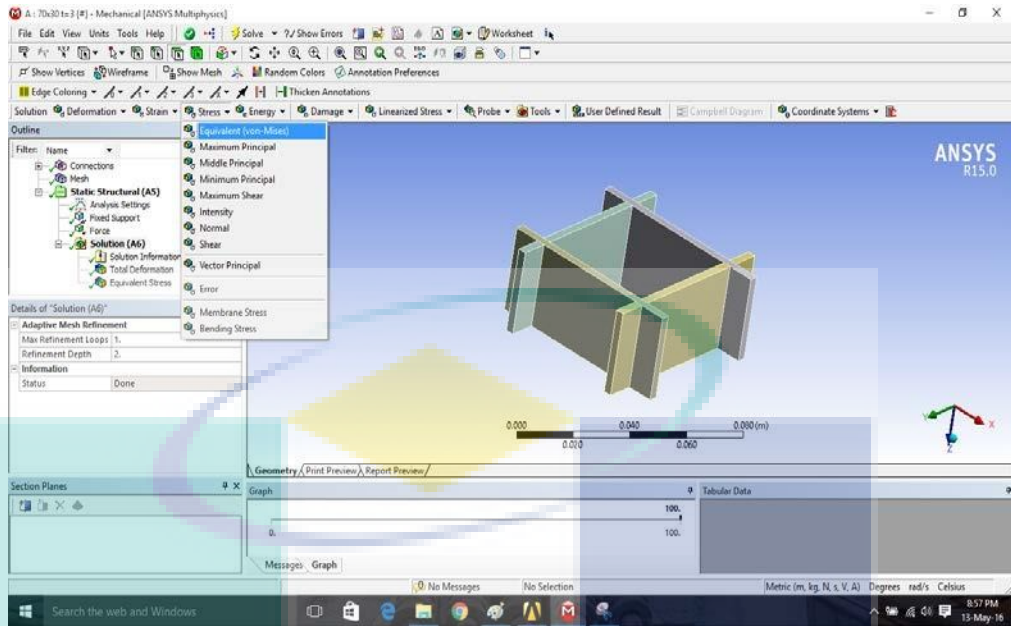 A : 70x30 t=3 (#) - Mechanical [ANSYS Multiphysics]
File Edit View Units Tools Help Solve ?/ Show Errors Worksheet
Show Vertices Wireframe Show Mesh Random Colors Annotation Preferences
Edge Coloring Thicken Annotations
Solution Deformation Strain Stress Energy Damage Linearized Stress Probe Tools User Defined Result Campbell Diagram Coordinate Systems
Outline
Filter: Name
Connections
Mesh
Static Structural (A5)
Analysis Settings
Fixed Support
Force
Solution (A6)
Solution Information
Total Deformation
Equivalent Stress
Equivalent (von-Mises)
Maximum Principal
Middle Principal
Minimum Principal
Maximum Shear
Intensity
Normal
Shear
Vector Principal
Error
Membrane Stress
Bending Stress
ANSYS
R15.0
Details of "Solution (A6)"
Adaptive Mesh Refinement
Max Refinement Loops 1.
Refinement Depth 2.
Information
Status Done
0.000 0.040 0.080 (m)
0.020 0.060
Y X
Z
Geometry Print Preview Report Preview
Section Planes
Graph
100.
0. 100.
Messages Graph
Tabular Data
No Messages No Selection Metric (m, kg, N, s, V, A) Degrees rad/s Celsius
Search the web and Windows
8:57 PM
13-May-16